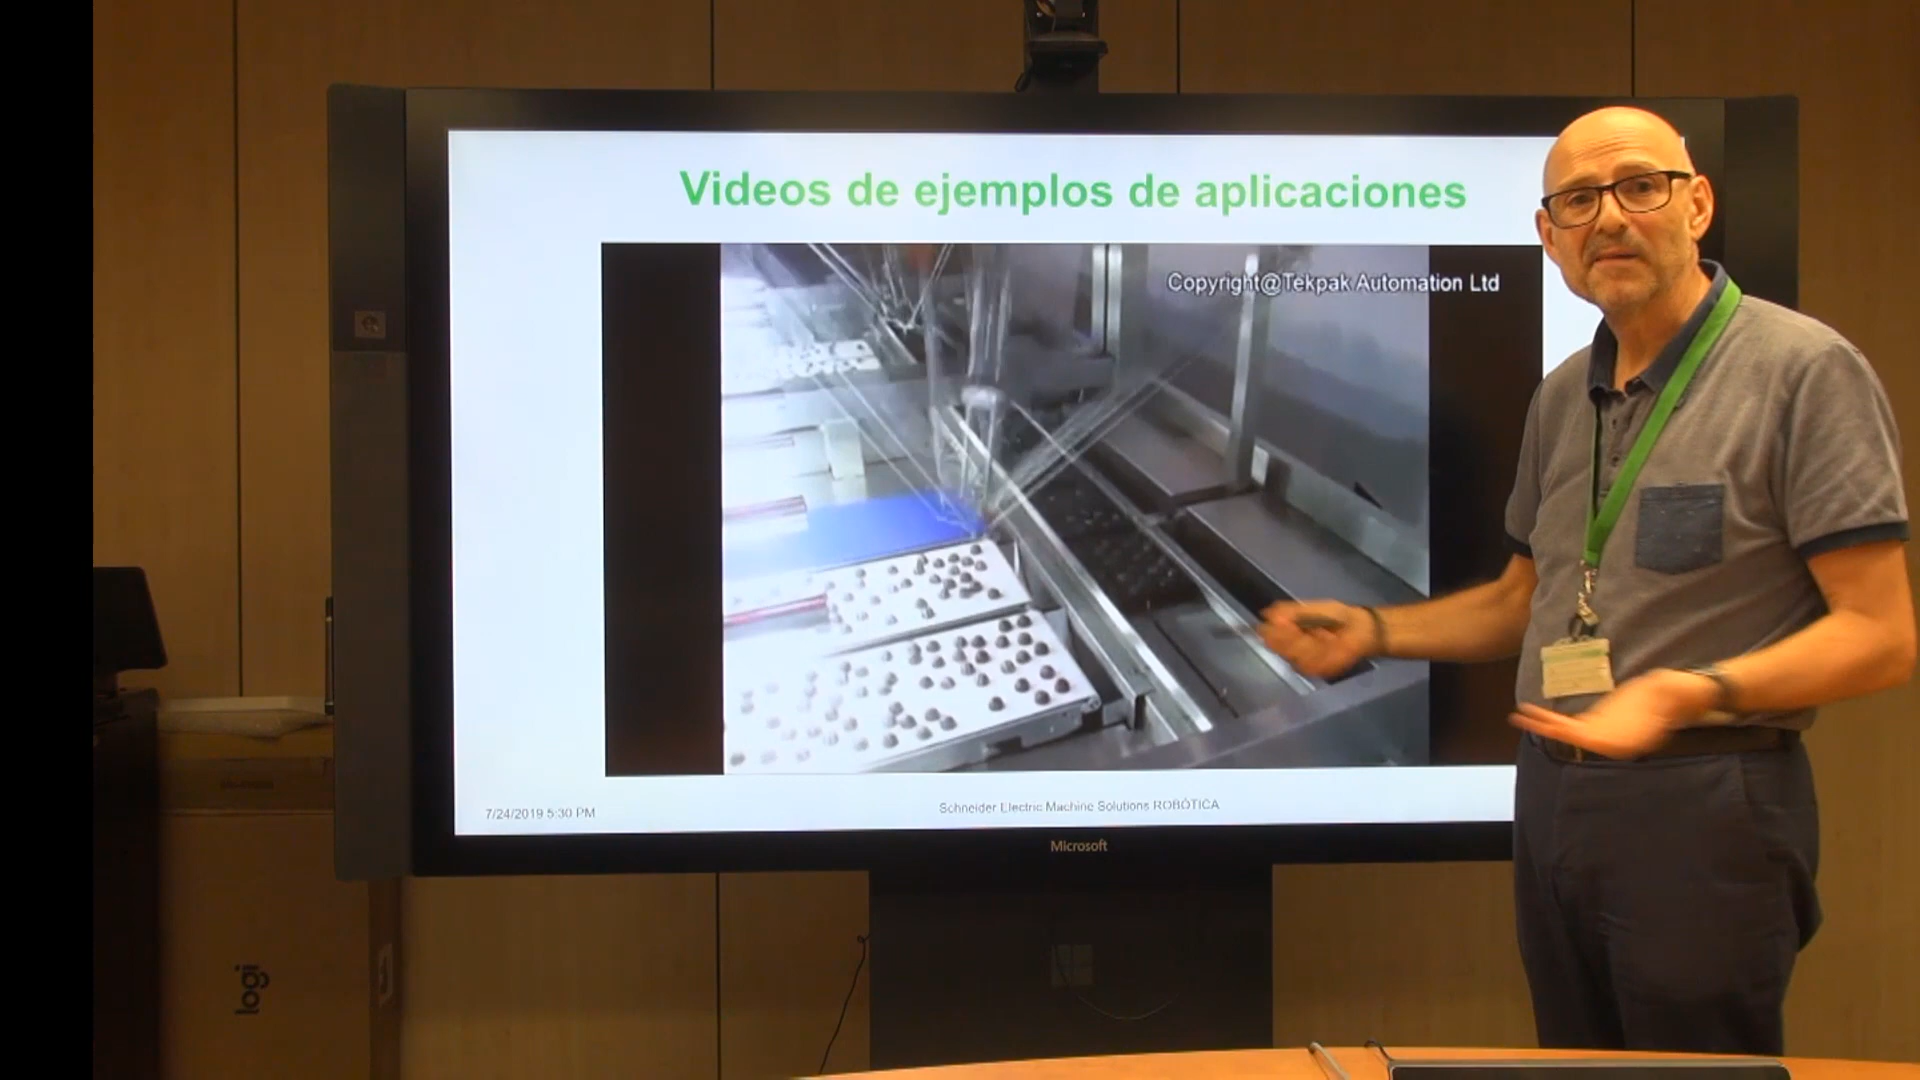 Videos de ejemplos de aplicaciones
Copyright@Tekpak Automation Ltd
7/24/2019 5:30 PM
Schneider Electric Machine Solutions ROBÓTICA
Microsoft
logi